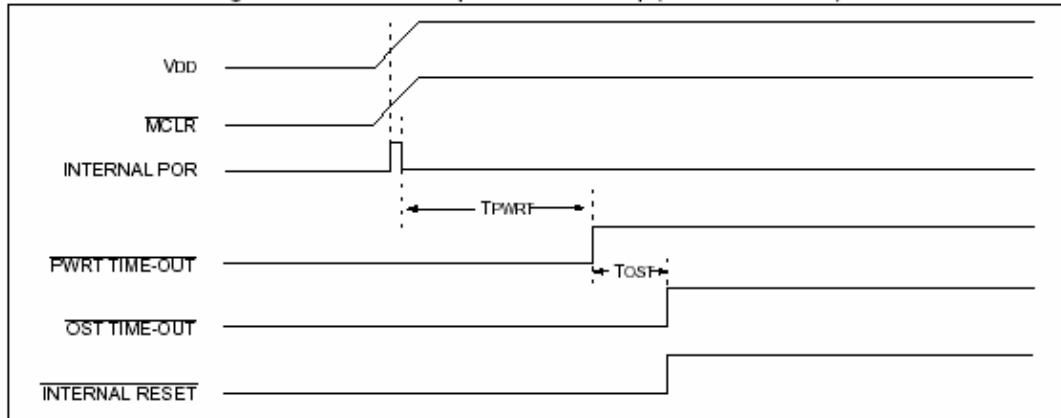 VDD
MCLR
INTERNAL POR
TPWRT
PWRT TIME-OUT
TOST
OST TIME-OUT
INTERNAL RESET